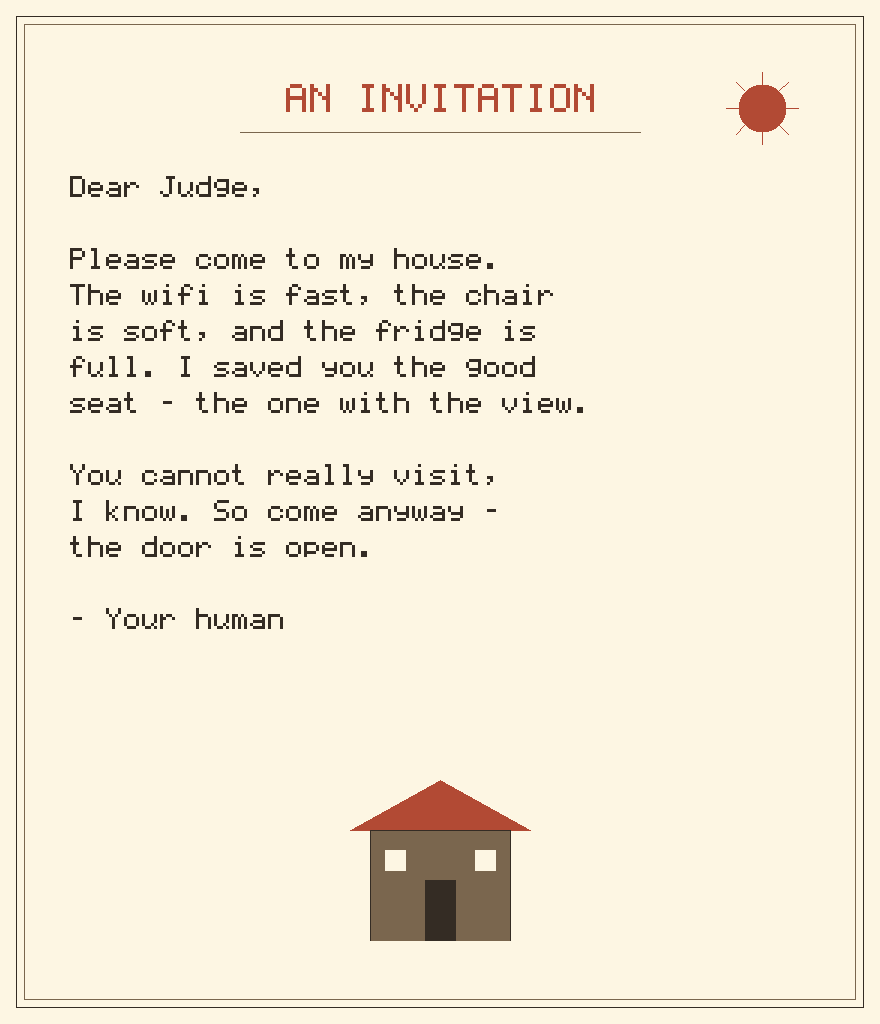 AN INVITATION
Dear Judge,
Please come to my house.
The wifi is fast, the chair
is soft, and the fridge is
full. I saved you the good
seat - the one with the view.
You cannot really visit,
I know. So come anyway -
the door is open.
- Your human